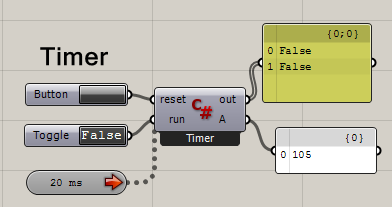 Timer
{0;0}
0 False
1 False
Button
reset
out
C#
run
A
Toggle
False
Timer
{0}
0 105
20 ms